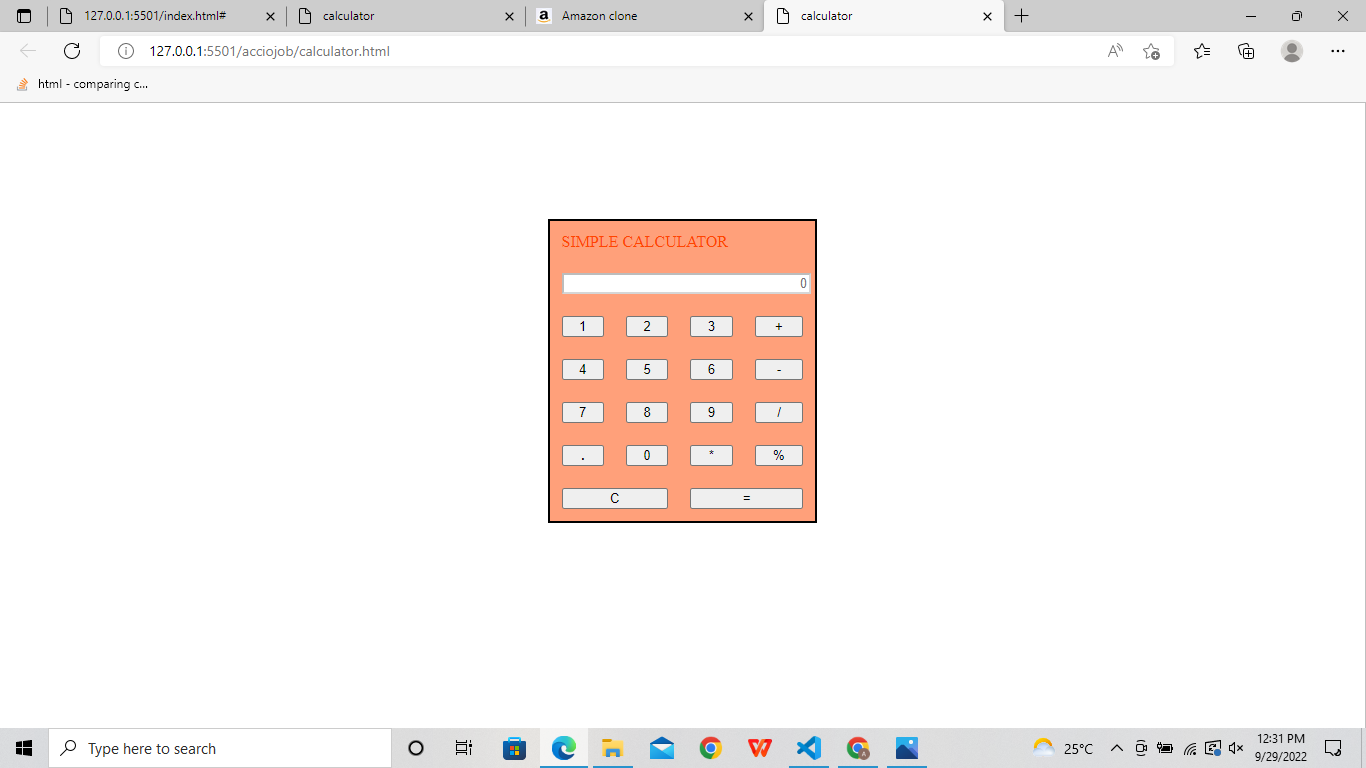 127.0.0.1:5501/index.html#
calculator
Amazon clone
calculator
127.0.0.1:5501/acciojob/calculator.html
html - comparing c...
SIMPLE CALCULATOR
0
1 2 3 +
4 5 6 -
7 8 9 /
. 0 * %
C =
Type here to search
25°C
12:31 PM
9/29/2022